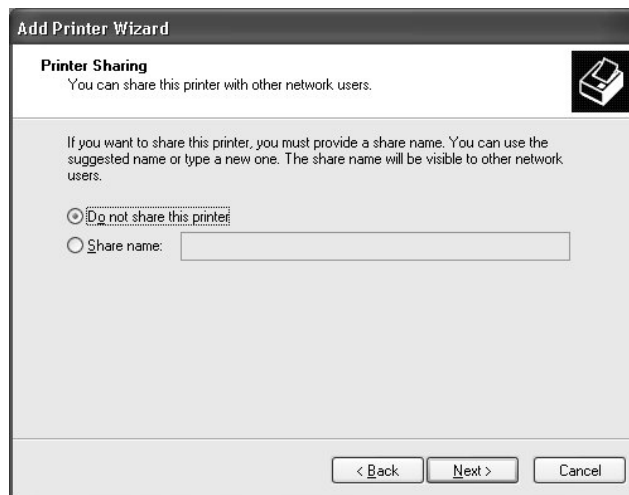 Add Printer Wizard
Printer Sharing
You can share this printer with other network users.
If you want to share this printer, you must provide a share name. You can use the
suggested name or type a new one. The share name will be visible to other network
users.
Do not share this printer
Share name:
< Back Next > Cancel